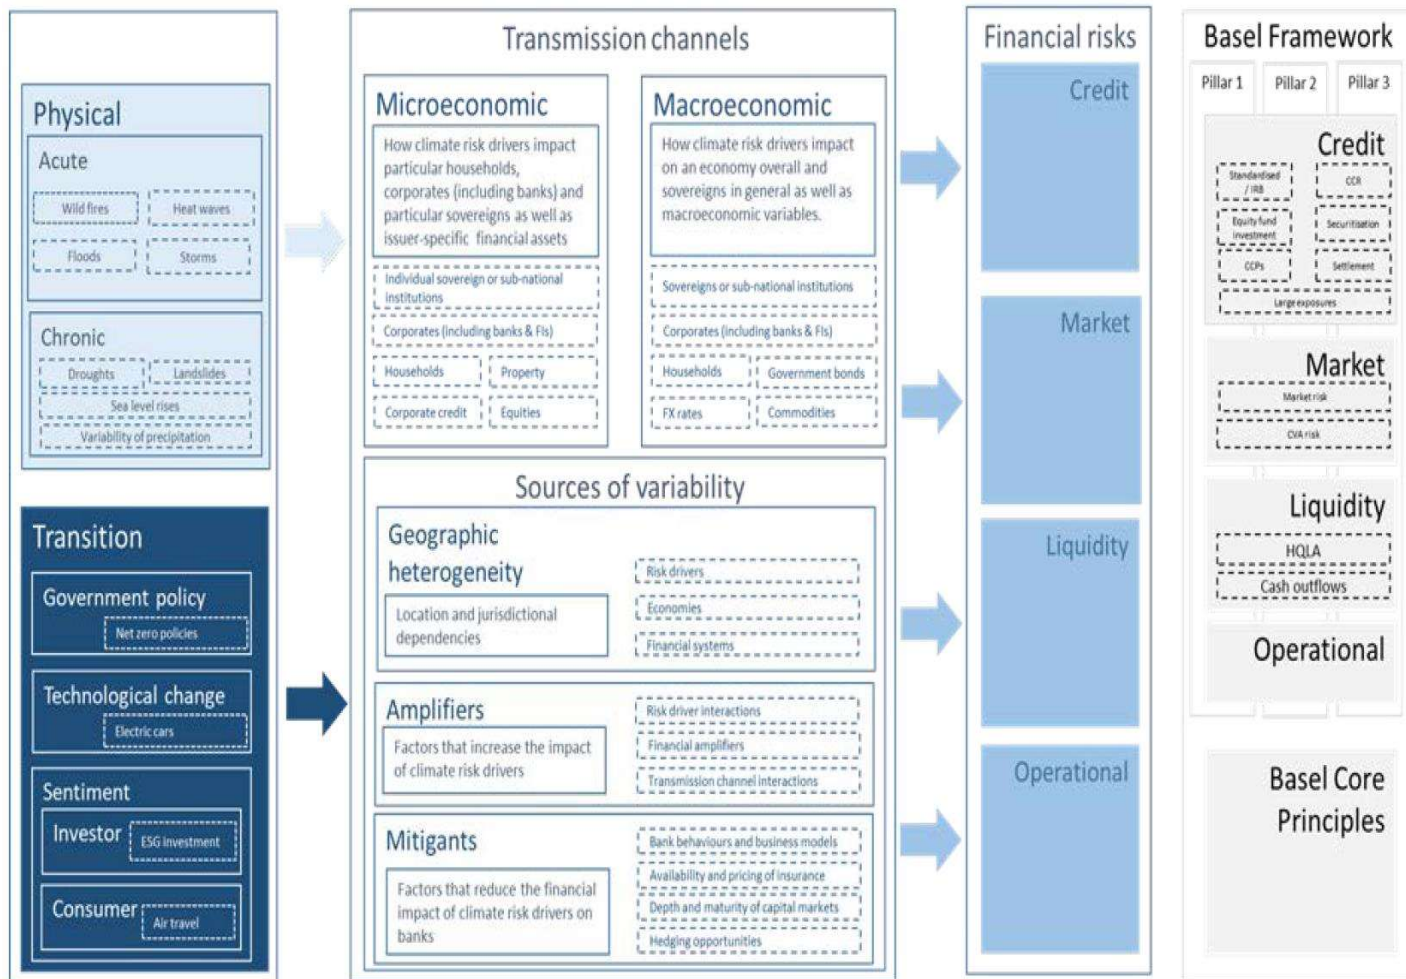 Physical
Acute
Wild fires
Heat waves
Floods
Storms
Chronic
Droughts
Landslides
Sea level rises
Variability of precipitation
Transition
Government policy
Net zero policies
Technological change
Electric cars
Sentiment
Investor
ESG investment
Consumer
Air travel
Transmission channels
Microeconomic
How climate risk drivers impact
particular households,
corporates (including banks) and
particular sovereigns as well as
issuer-specific financial assets
Individual sovereign or sub-national
institutions
Corporates (including banks & FIs)
Households
Property
Corporate credit
Equities
Macroeconomic
How climate risk drivers impact
on an economy overall and
sovereigns in general as well as
macroeconomic variables.
Sovereigns or sub-national institutions
Corporates (including banks & FIs)
Households
Government bonds
FX rates
Commodities
Sources of variability
Geographic
heterogeneity
Location and jurisdictional
dependencies
Risk drivers
Economies
Financial systems
Amplifiers
Factors that increase the impact
of climate risk drivers
Risk driver interactions
Financial amplifiers
Transmission channel interactions
Mitigants
Factors that reduce the financial
impact of climate risk drivers on
banks
Bank behaviours and business models
Availability and pricing of insurance
Depth and maturity of capital markets
Hedging opportunities
Financial risks
Credit
Market
Liquidity
Operational
Basel Framework
Pillar 1
Pillar 2
Pillar 3
Credit
Standardised
/ IRB
CCR
Equity fund
investment
Securitisation
CCPs
Settlement
Large exposures
Market
Market risk
CVA risk
Liquidity
HQLA
Cash outflows
Operational
Basel Core
Principles